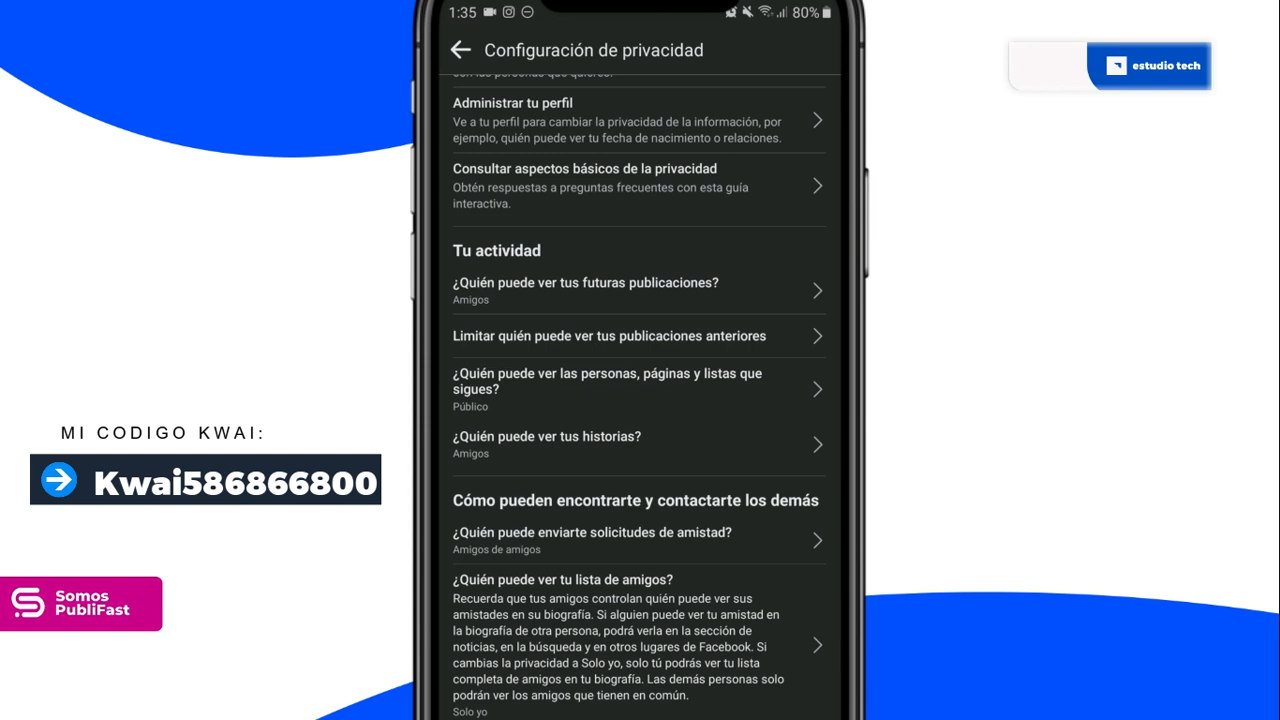 1:35
80%
Configuración de privacidad
con las personas que quieres.
Administrar tu perfil
Ve a tu perfil para cambiar la privacidad de la información, por
ejemplo, quién puede ver tu fecha de nacimiento o relaciones.
Consultar aspectos básicos de la privacidad
Obtén respuestas a preguntas frecuentes con esta guía
interactiva.
Tu actividad
¿Quién puede ver tus futuras publicaciones?
Amigos
Limitar quién puede ver tus publicaciones anteriores
¿Quién puede ver las personas, páginas y listas que
sigues?
Público
¿Quién puede ver tus historias?
Amigos
Cómo pueden encontrarte y contactarte los demás
¿Quién puede enviarte solicitudes de amistad?
Amigos de amigos
¿Quién puede ver tu lista de amigos?
Recuerda que tus amigos controlan quién puede ver sus
amistades en su biografía. Si alguien puede ver tu amistad en
la biografía de otra persona, podrá verla en la sección de
noticias, en la búsqueda y en otros lugares de Facebook. Si
cambias la privacidad a Solo yo, solo tú podrás ver tu lista
completa de amigos en tu biografía. Las demás personas solo
podrán ver los amigos que tienen en común.
Solo yo
estudio tech
MI CODIGO KWAI:
Kwai586866800
Somos
PubliFast